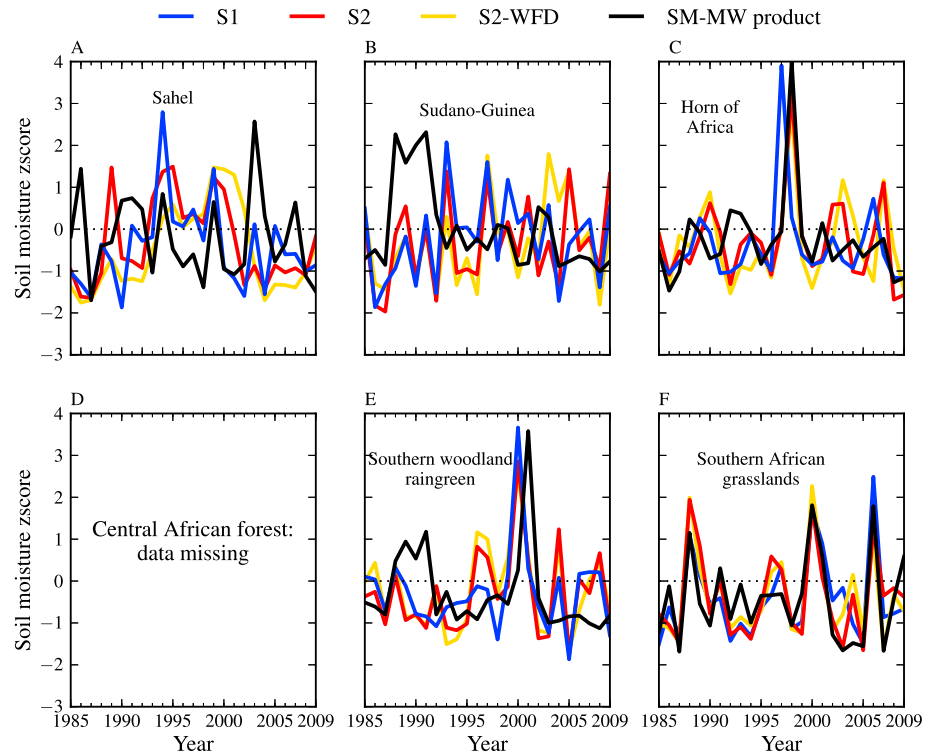 S1 S2 S2-WFD SM-MW product
A B C
Soil moisture zscore
4
3
2
1
0
−1
−2
−3
Sahel
Sudano-Guinea
Horn of
Africa
D E F
Soil moisture zscore
4
3
2
1
0
−1
−2
−3
Central African forest:
data missing
Southern woodland
raingreen
Southern African
grasslands
1985 1990 1995 2000 2005 2009
1985 1990 1995 2000 2005 2009
1985 1990 1995 2000 2005 2009
Year Year Year